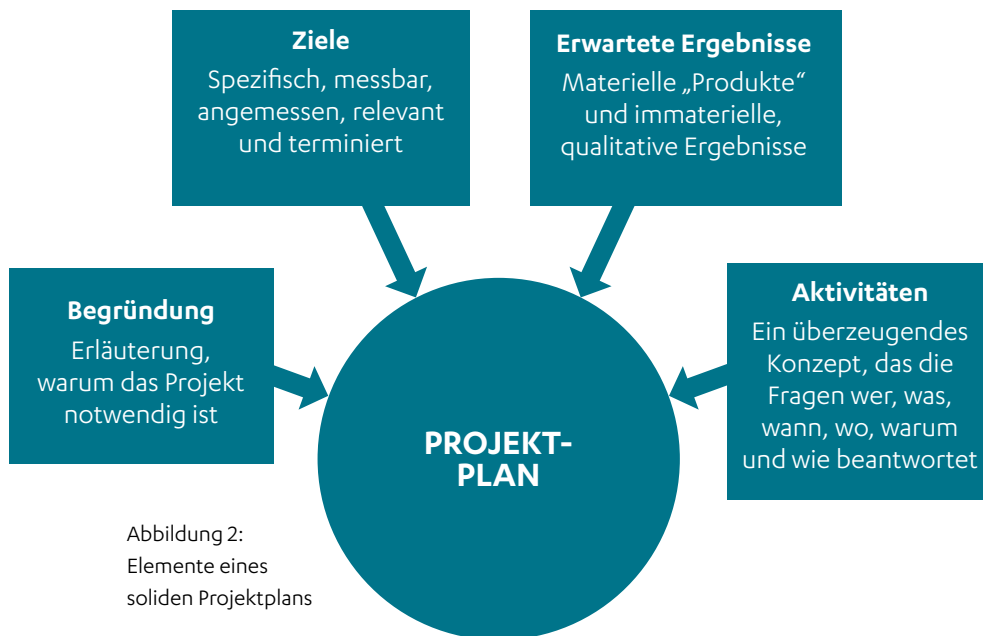 Ziele
Spezifisch, messbar,
angemessen, relevant
und terminiert
Erwartete Ergebnisse
Materielle „Produkte“
und immaterielle,
qualitative Ergebnisse
Begründung
Erläuterung,
warum das Projekt
notwendig ist
Aktivitäten
Ein überzeugendes
Konzept, das die
Fragen wer, was,
wann, wo, warum
und wie beantwortet
PROJEKT-
PLAN
Abbildung 2:
Elemente eines
soliden Projektplans